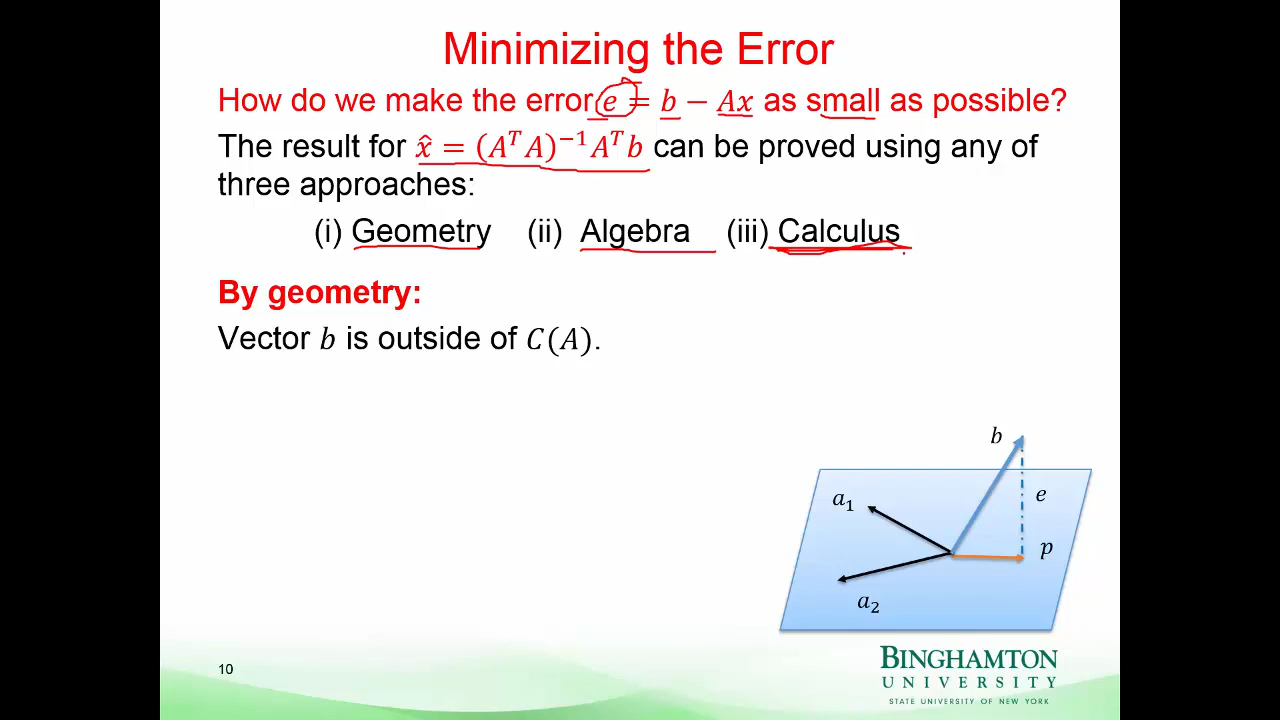 Minimizing the Error
How do we make the error e = b − Ax as small as possible?
The result for x̂ = (AᵀA)⁻¹Aᵀb can be proved using any of
three approaches:
(i) Geometry (ii) Algebra (iii) Calculus
By geometry:
Vector b is outside of C(A).
b
a₁
e
p
a₂
10
BINGHAMTON
UNIVERSITY
STATE UNIVERSITY OF NEW YORK